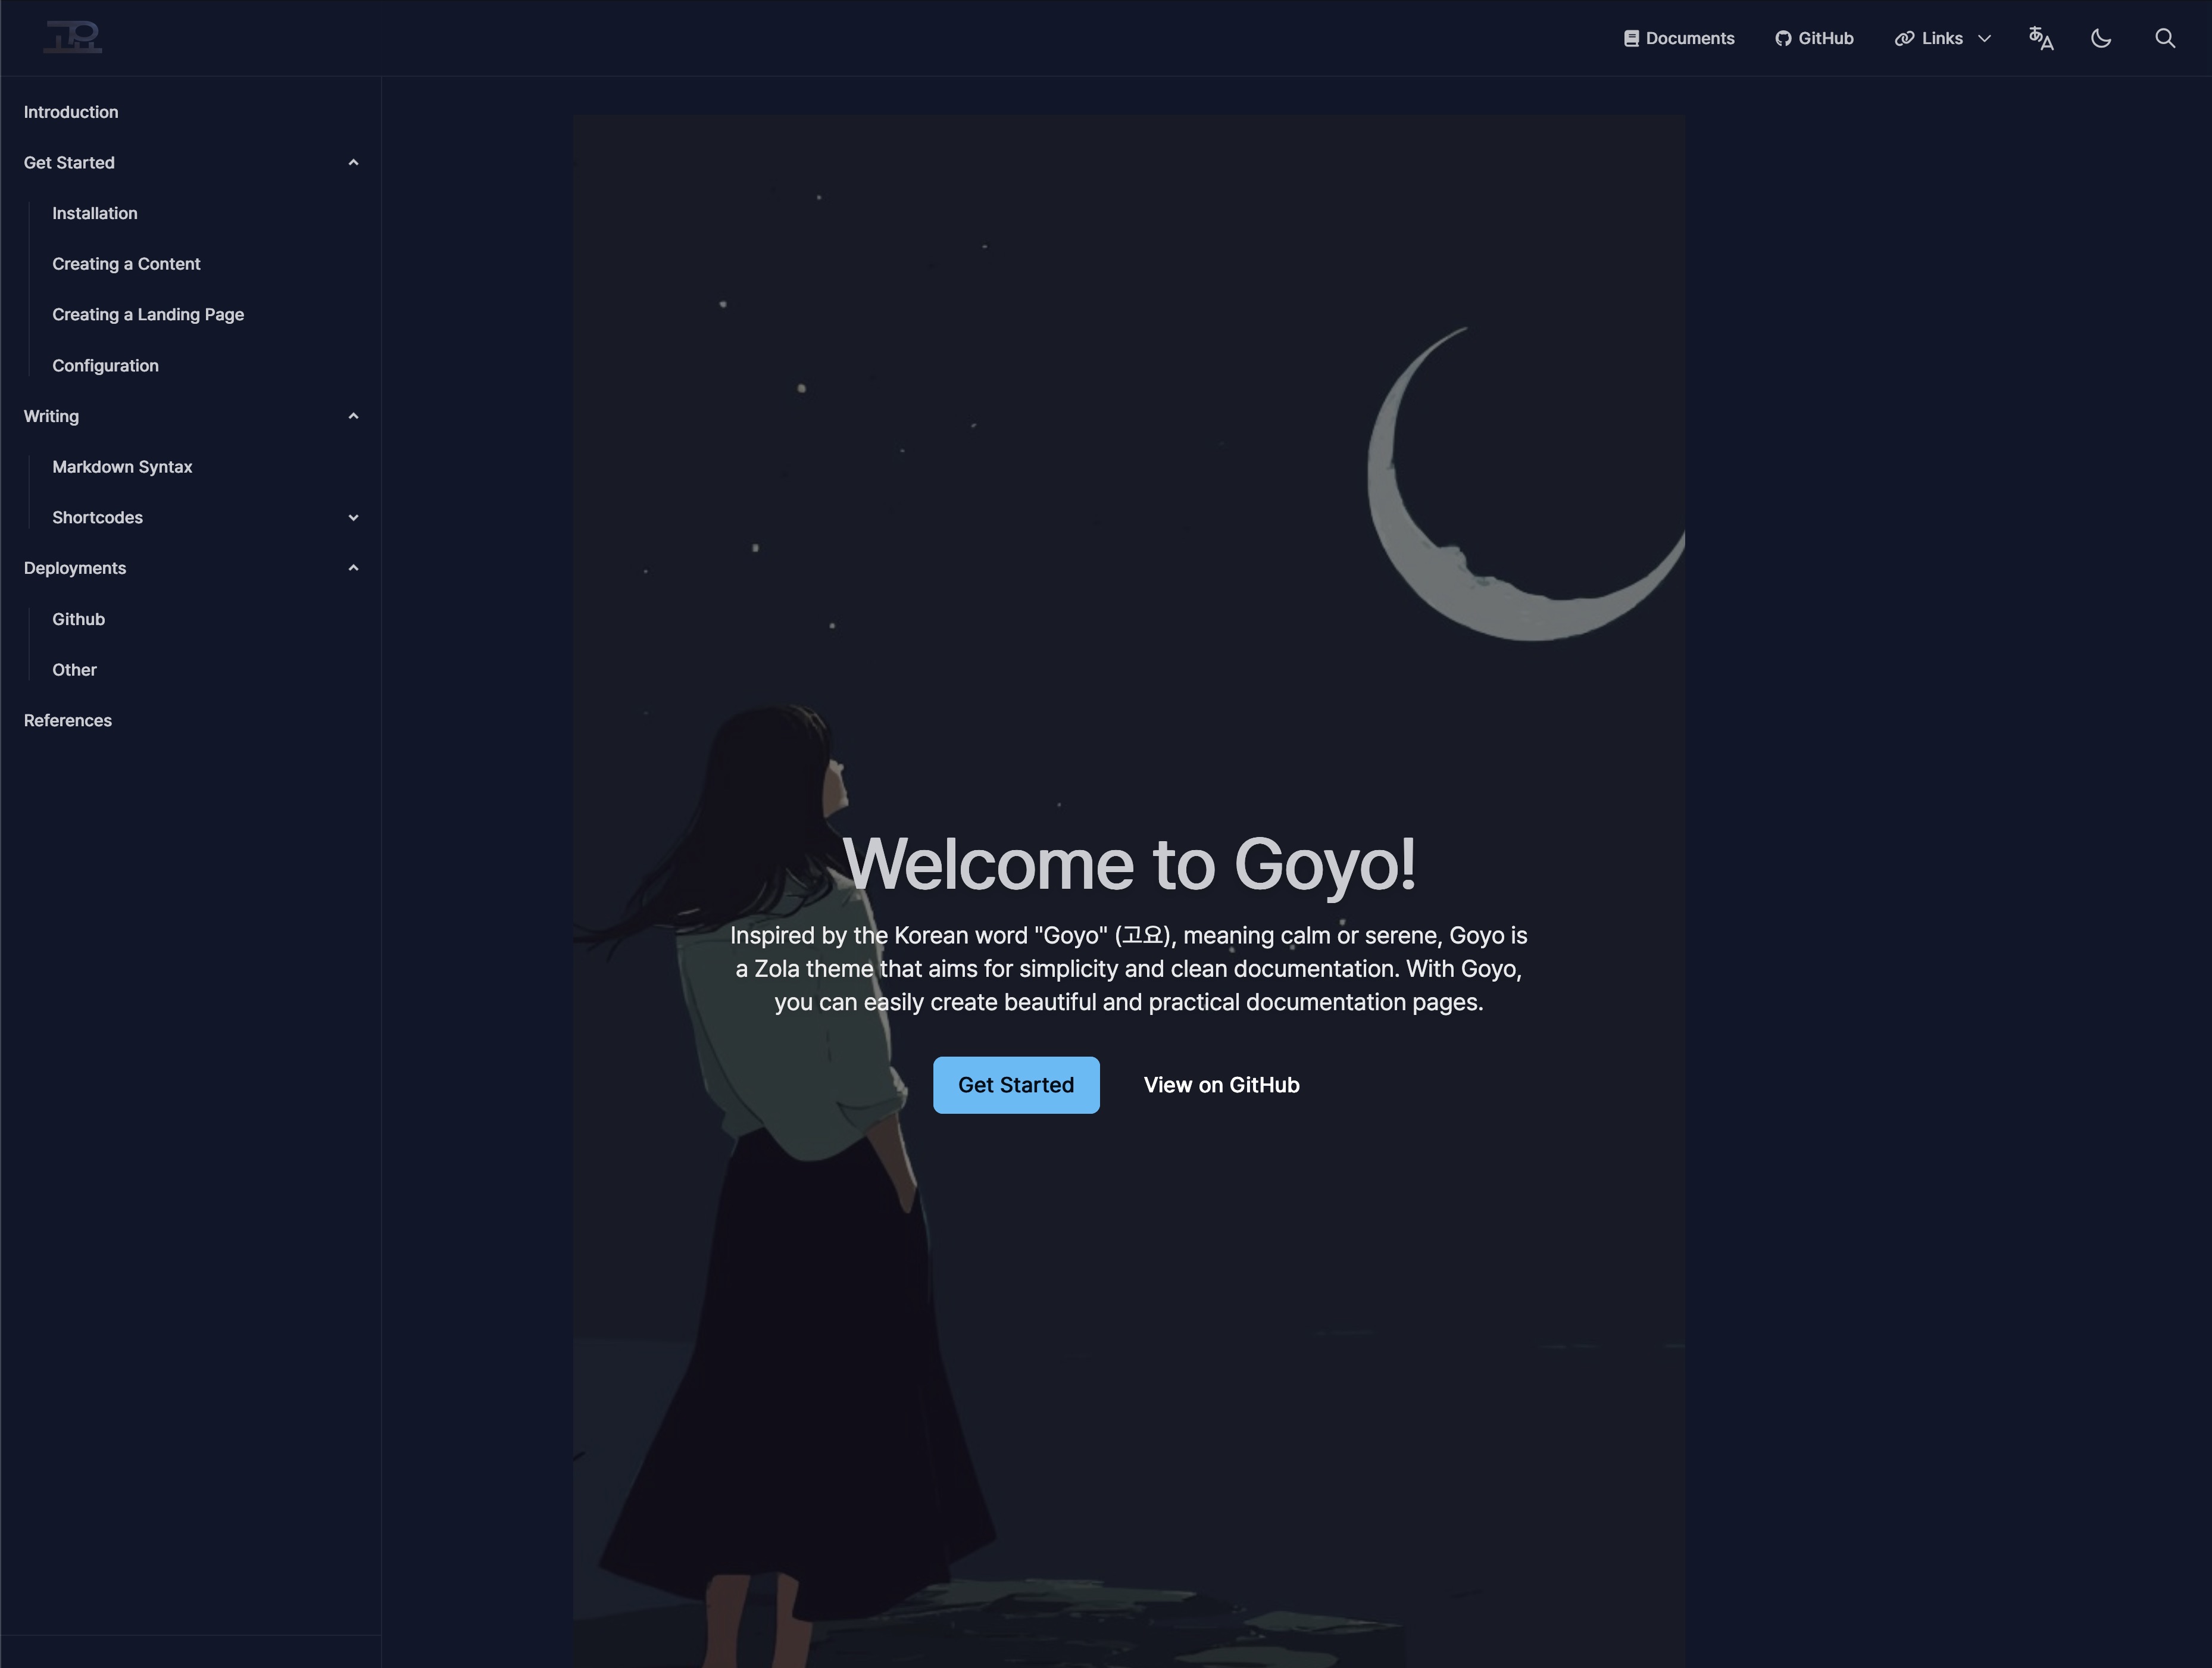 고요
Documents
GitHub
Links
Introduction
Get Started
Installation
Creating a Content
Creating a Landing Page
Configuration
Writing
Markdown Syntax
Shortcodes
Deployments
Github
Other
References
Welcome to Goyo!
Inspired by the Korean word "Goyo" (고요), meaning calm or serene, Goyo is
a Zola theme that aims for simplicity and clean documentation. With Goyo,
you can easily create beautiful and practical documentation pages.
Get Started
View on GitHub